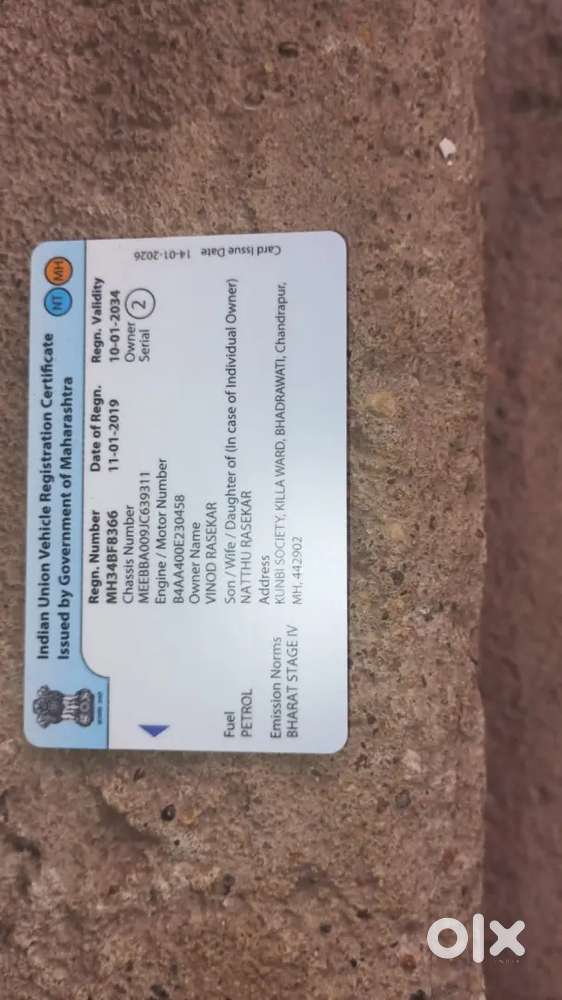 Indian Union Vehicle Registration Certificate
Issued by Government of Maharashtra
NT MH
Regn. Number Date of Regn. Regn. Validity
MH34BF8366 11-01-2019 10-01-2034
Chassis Number Owner
MEEBBA009JC639311 Serial 2
Engine / Motor Number
B4AA400E230458
Owner Name
VINOD RASEKAR
Son / Wife / Daughter of (In case of Individual Owner)
NATTHU RASEKAR
Address
KUNBI SOCIETY, KILLA WARD, BHADRAWATI, Chandrapur,
MH, 442902
Fuel
PETROL
Emission Norms
BHARAT STAGE IV
Card Issue Date 14-01-2026
olx
INDIA